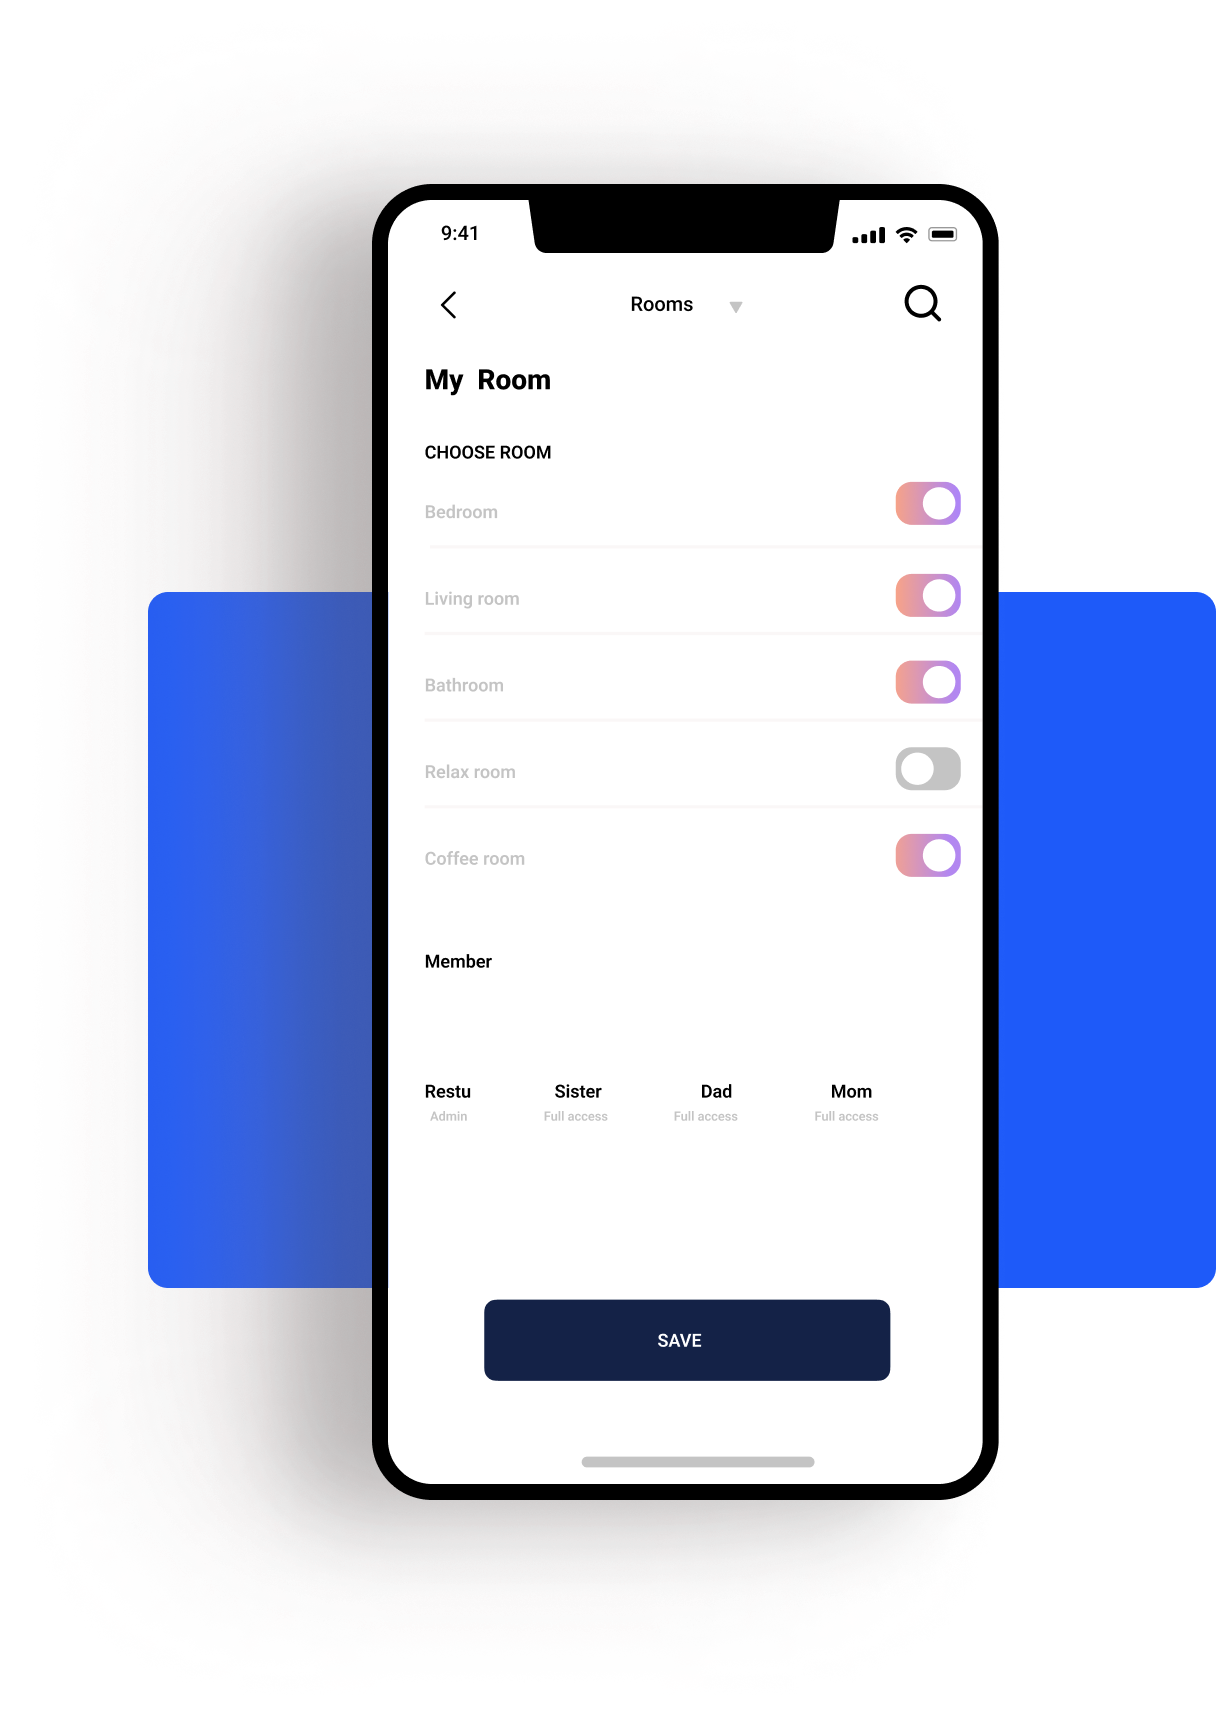 9:41
Rooms
My Room
CHOOSE ROOM
Bedroom
Living room
Bathroom
Relax room
Coffee room
Member
Restu Sister Dad Mom
Admin Full access Full access Full access
SAVE